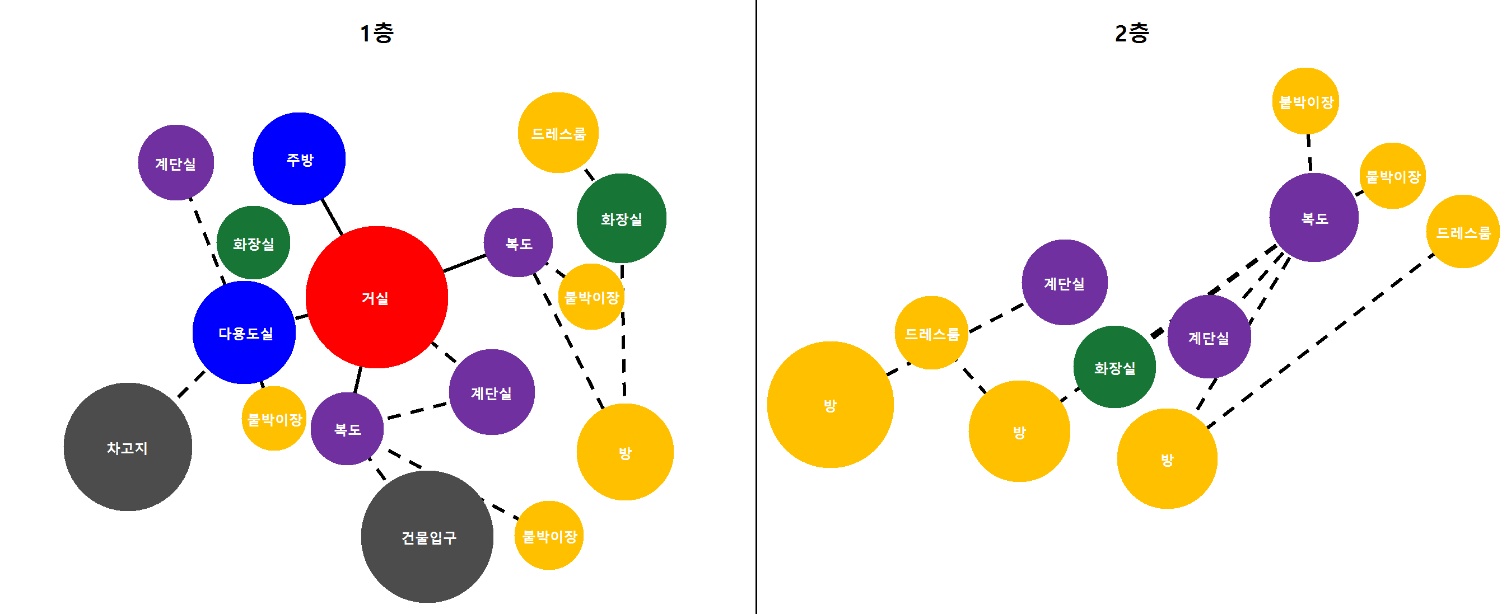 1층
드레스룸
계단실
주방
화장실
화장실
복도
붙박이장
거실
다용도실
계단실
붙박이장
복도
차고지
방
건물입구
붙박이장
2층
붙박이장
붙박이장
복도
드레스룸
계단실
드레스룸
계단실
화장실
방
방
방